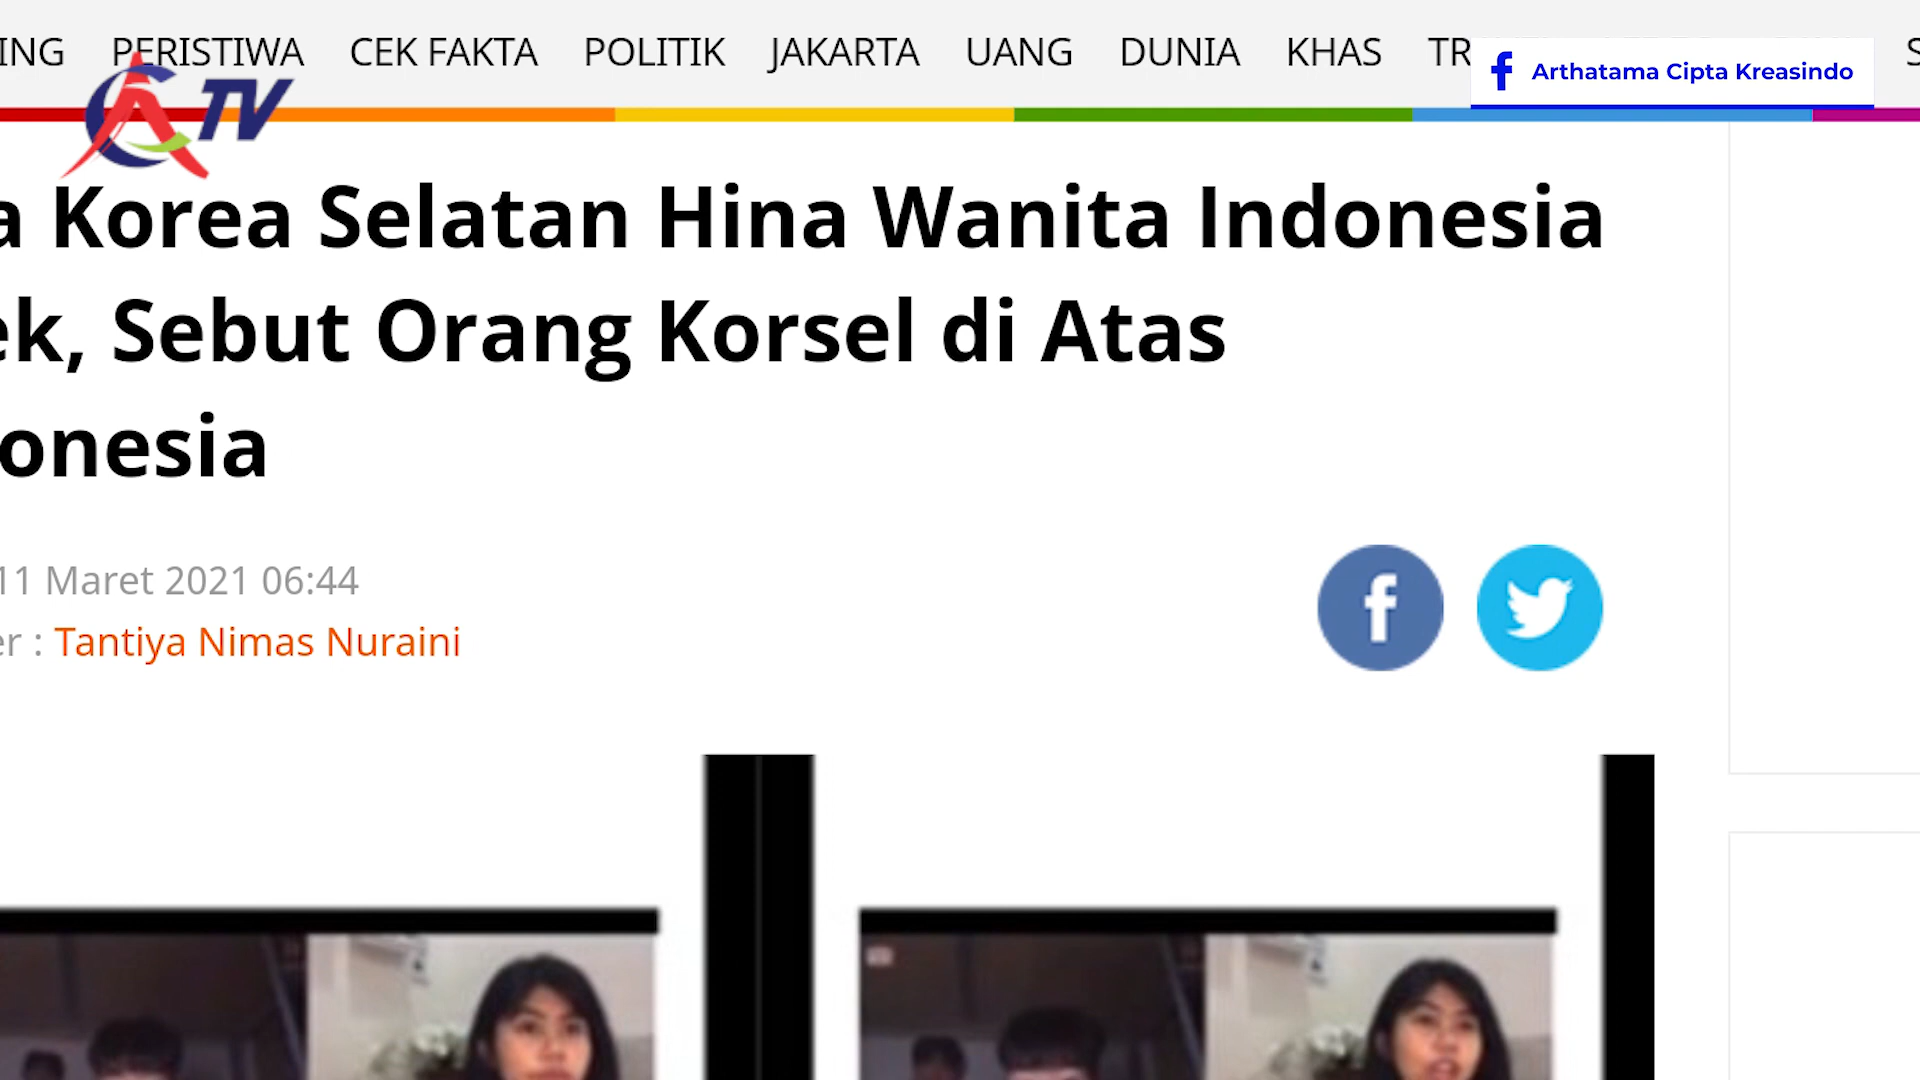 ING PERISTIWA CEK FAKTA POLITIK JAKARTA UANG DUNIA KHAS TR S
TV
Arthatama Cipta Kreasindo
a Korea Selatan Hina Wanita Indonesia
ek, Sebut Orang Korsel di Atas
onesia
11 Maret 2021 06:44
er : Tantiya Nimas Nuraini